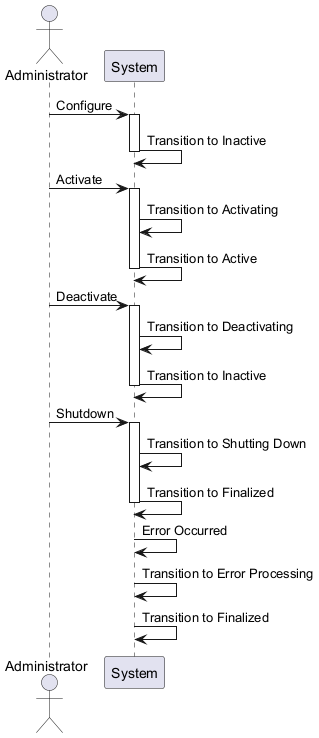 Administrator
System
Configure
Transition to Inactive
Activate
Transition to Activating
Transition to Active
Deactivate
Transition to Deactivating
Transition to Inactive
Shutdown
Transition to Shutting Down
Transition to Finalized
Error Occurred
Transition to Error Processing
Transition to Finalized
Administrator
System